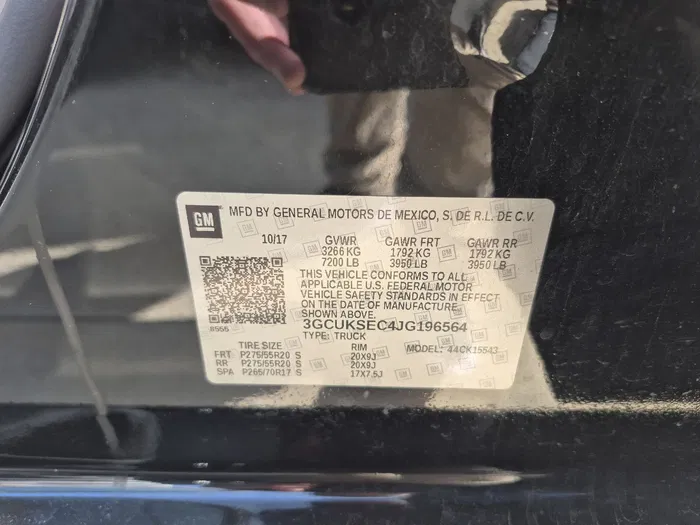 GM MFD BY GENERAL MOTORS DE MEXICO, S. DE R.L. DE C.V.
10/17 GVWR GAWR FRT GAWR RR
3266 KG 1792 KG 1792 KG
7200 LB 3950 LB 3950 LB
THIS VEHICLE CONFORMS TO ALL
APPLICABLE U.S. FEDERAL MOTOR
VEHICLE SAFETY STANDARDS IN EFFECT
ON THE DATE OF MANUFACTURE
SHOWN ABOVE.
3GCUKSEC4JG196564
TYPE: TRUCK MODEL: 44CK15543
TIRE SIZE RIM
FRT P275/55R20 S 20X9J
RR P275/55R20 S 20X9J
SPA P265/70R17 S 17X7.5J